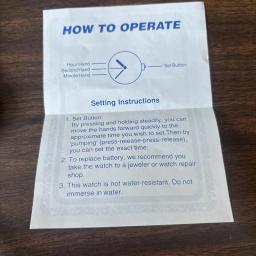 HOW TO OPERATE
Hour Hand
Second Hand
Minute Hand
Set Button
Setting Instructions
1. Set Button:
By pressing and holding steadily, you can
move the hands forward quickly to the
approximate time you wish to set.Then by
'pumping' (press-release-press-release),
you can set the exact time.
2. To replace battery, we recommend you
take the watch to a jeweler or watch repair
shop.
3. This watch is not water-resistant. Do not
immerse in water.